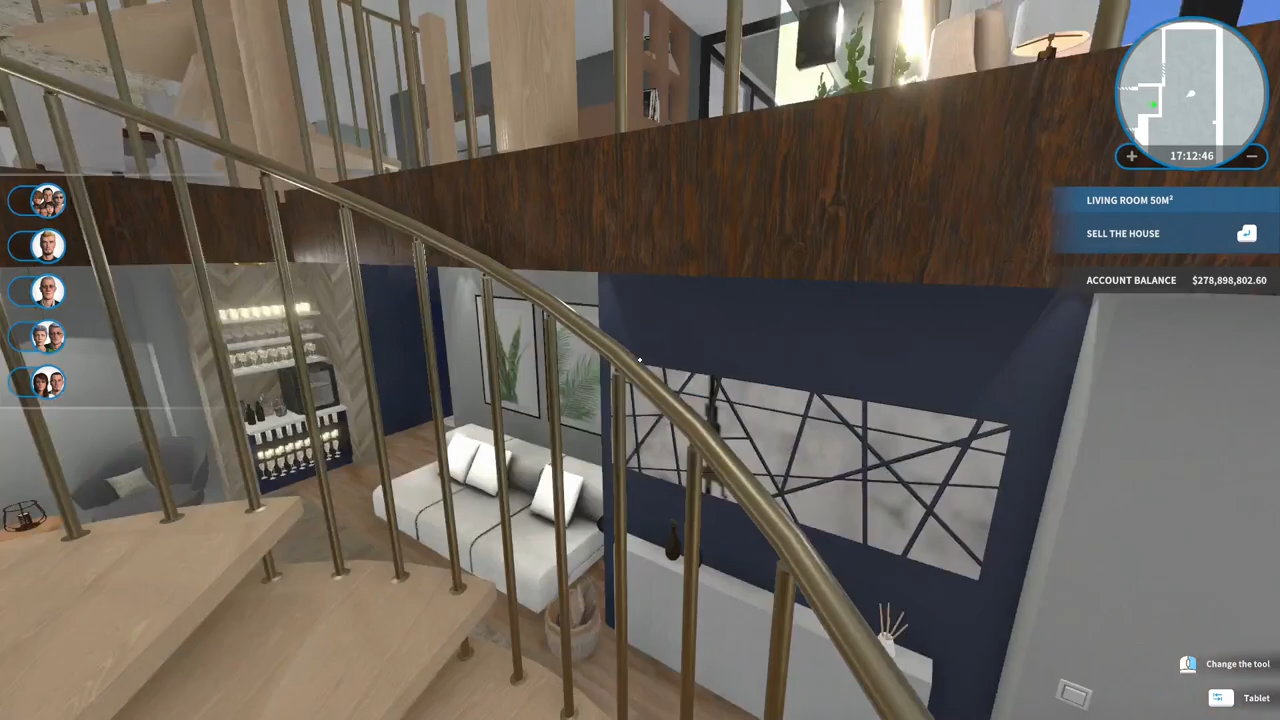 17:12:46
LIVING ROOM 50M²
SELL THE HOUSE
ACCOUNT BALANCE $278,898,802.60
Change the tool
Tablet